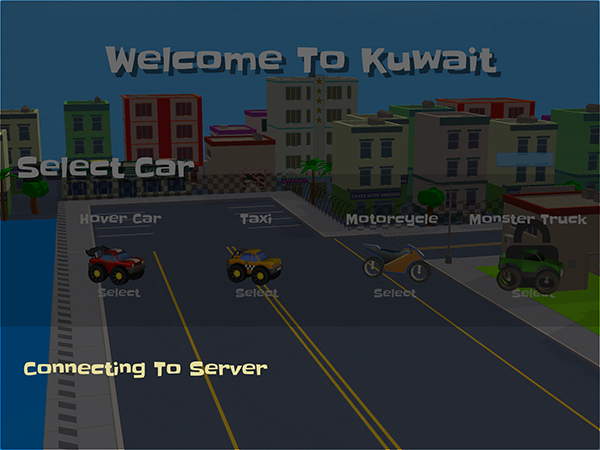 Welcome To Kuwait
Select Car
Hover Car Taxi Motorcycle Monster Truck
Select Select Select Select
Connecting To Server